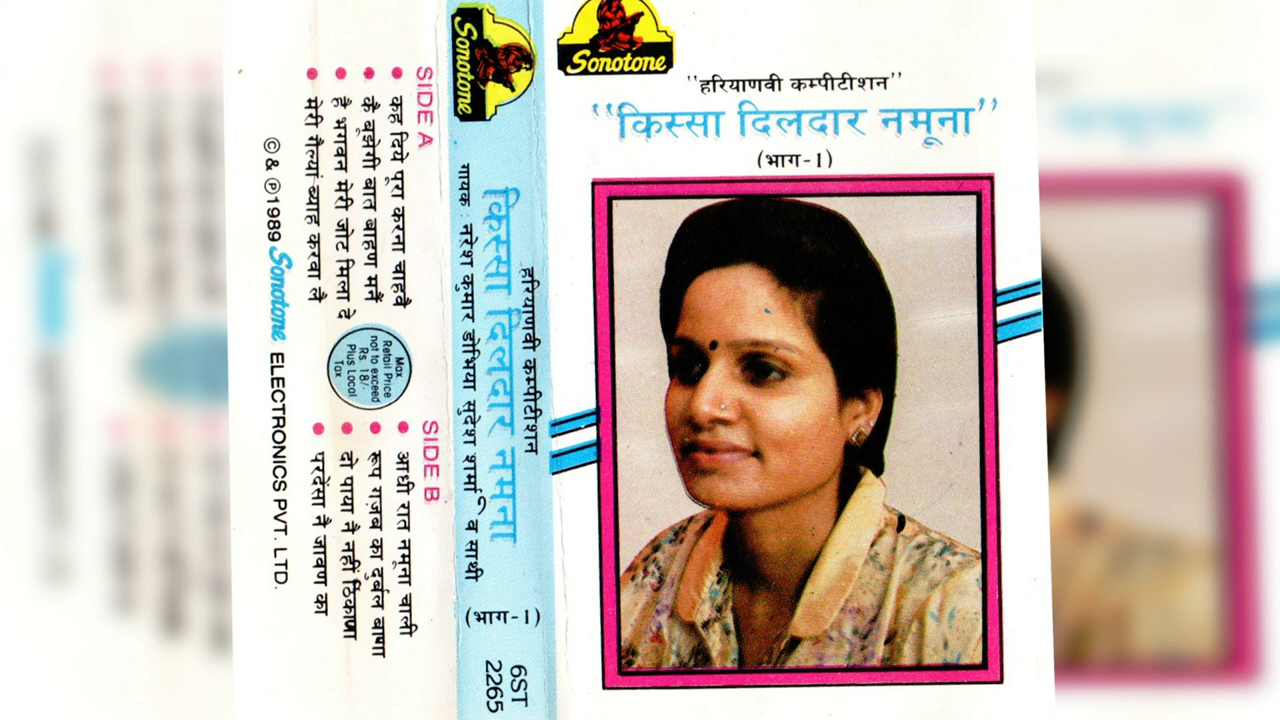 Sonotone
"हरियाणवी कम्पीटीशन"
"किस्सा दिलदार नमूना"
(भाग-1)
Sonotone
हरियाणवी कम्पीटीशन
किस्सा दिलदार नमूना
गायक : नरेश कुमार डोभिया सुदेश शर्मा व साथी
(भाग-1)
6ST
2265
SIDE A
• कह दिये पूरा करना चाहवै
• कै बुझेगी बात बाहण मनैं
• है भगवन मेरी जोट मिला दे
• मेरी गैल्यां ब्याह करवा लै
Max.
Retail Price
not to exceed
Rs. 18/-
Plus Local
Tax
SIDE B
• आधी रात नमूना चाली
• रूप गज़ब का दुर्बल बाणा
• दो पाया नै नहीं ठिकाणा
• परदेसा नै जावण का
© & ℗1989 Sonotone ELECTRONICS PVT. LTD.